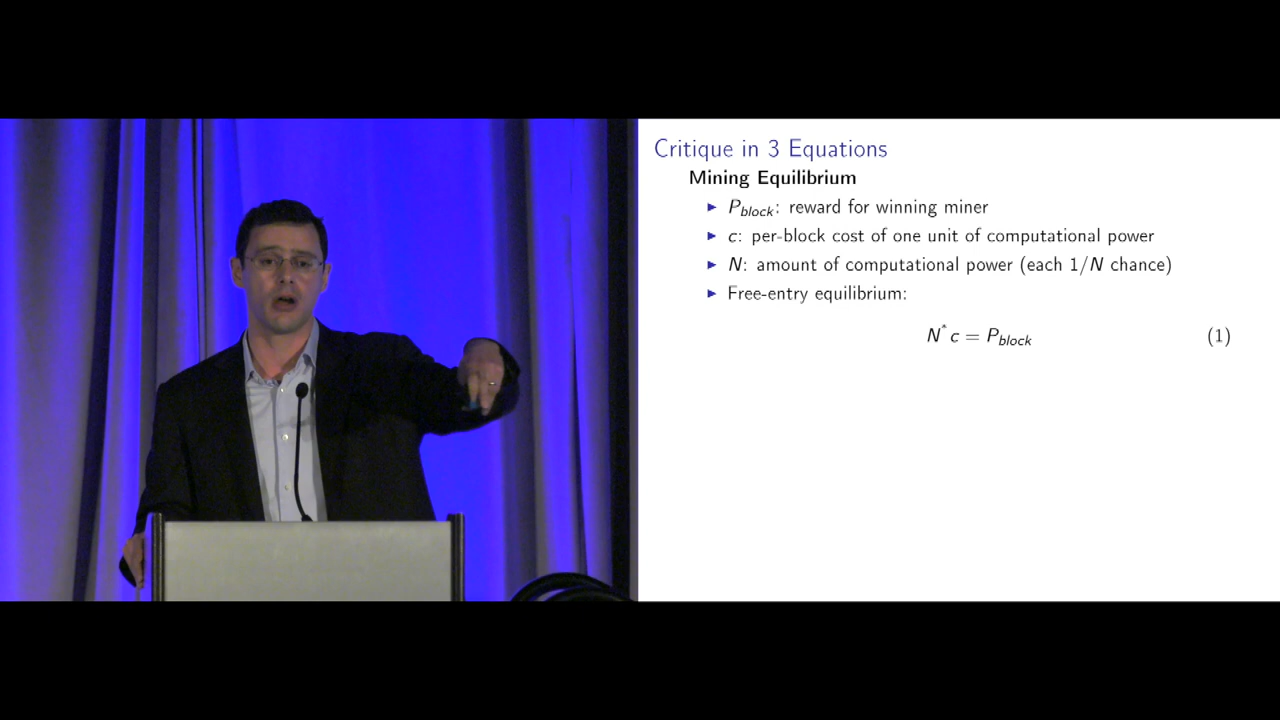 Critique in 3 Equations
Mining Equilibrium
▶ P_block: reward for winning miner
▶ c: per-block cost of one unit of computational power
▶ N: amount of computational power (each 1/N chance)
▶ Free-entry equilibrium:
N*c = P_block (1)